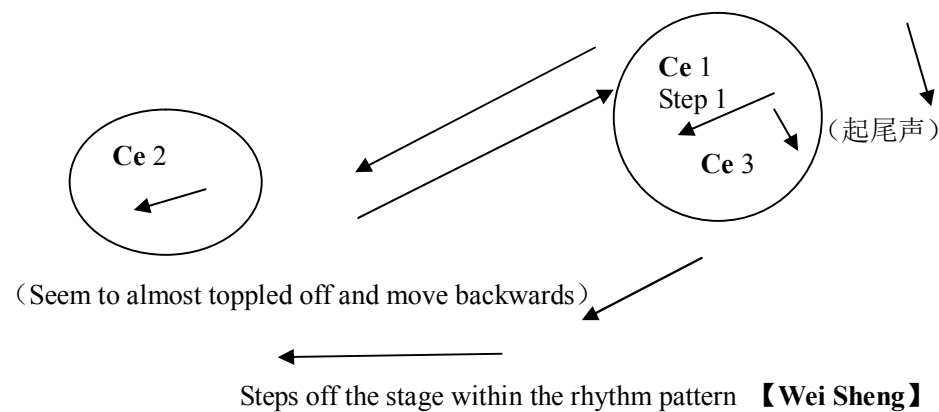 Ce 1
Step 1
（起尾声）
Ce 2
Ce 3
（Seem to almost toppled off and move backwards）
Steps off the stage within the rhythm pattern 【Wei Sheng】